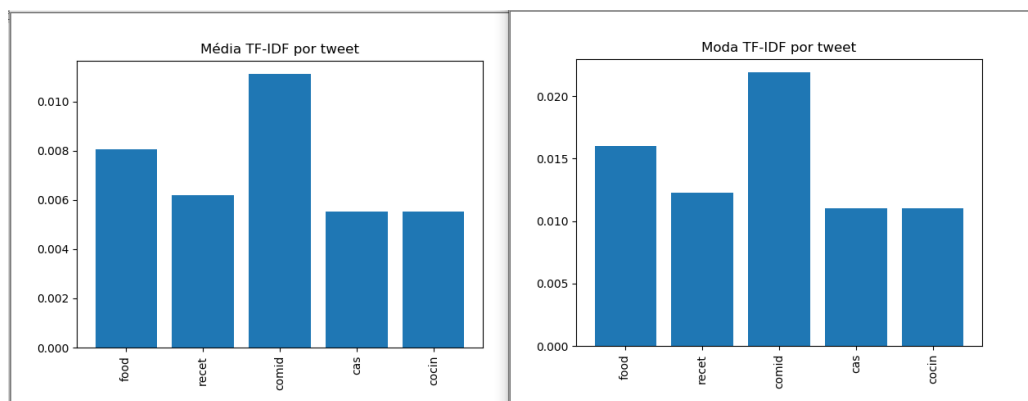 Média TF-IDF por tweet
0.010
0.008
0.006
0.004
0.002
0.000
food
recet
comid
cas
cocin
Moda TF-IDF por tweet
0.020
0.015
0.010
0.005
0.000
food
recet
comid
cas
cocin